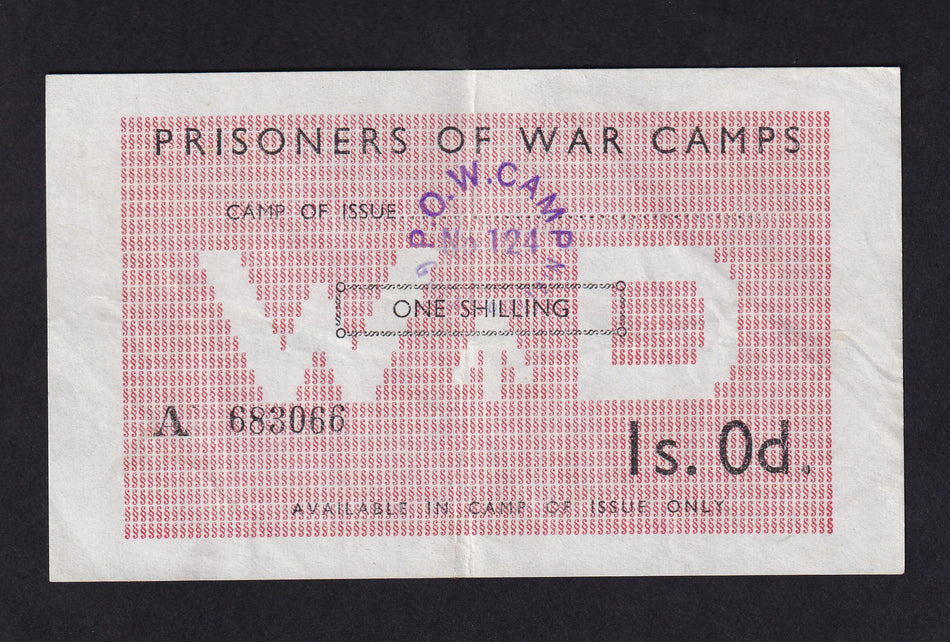 PRISONERS OF WAR CAMPS
P.O.W. CAMP
CAMP OF ISSUE
No 124
W D
ONE SHILLING
A 683066
1s. 0d.
AVAILABLE IN CAMP OF ISSUE ONLY